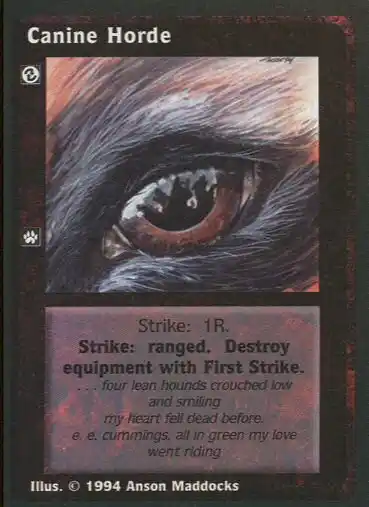 Canine Horde
Strike: 1R.
Strike: ranged. Destroy
equipment with First Strike.
. . . four lean hounds crouched low
and smiling
my heart fell dead before.
e. e. cummings, all in green my love
went riding
Illus. © 1994 Anson Maddocks